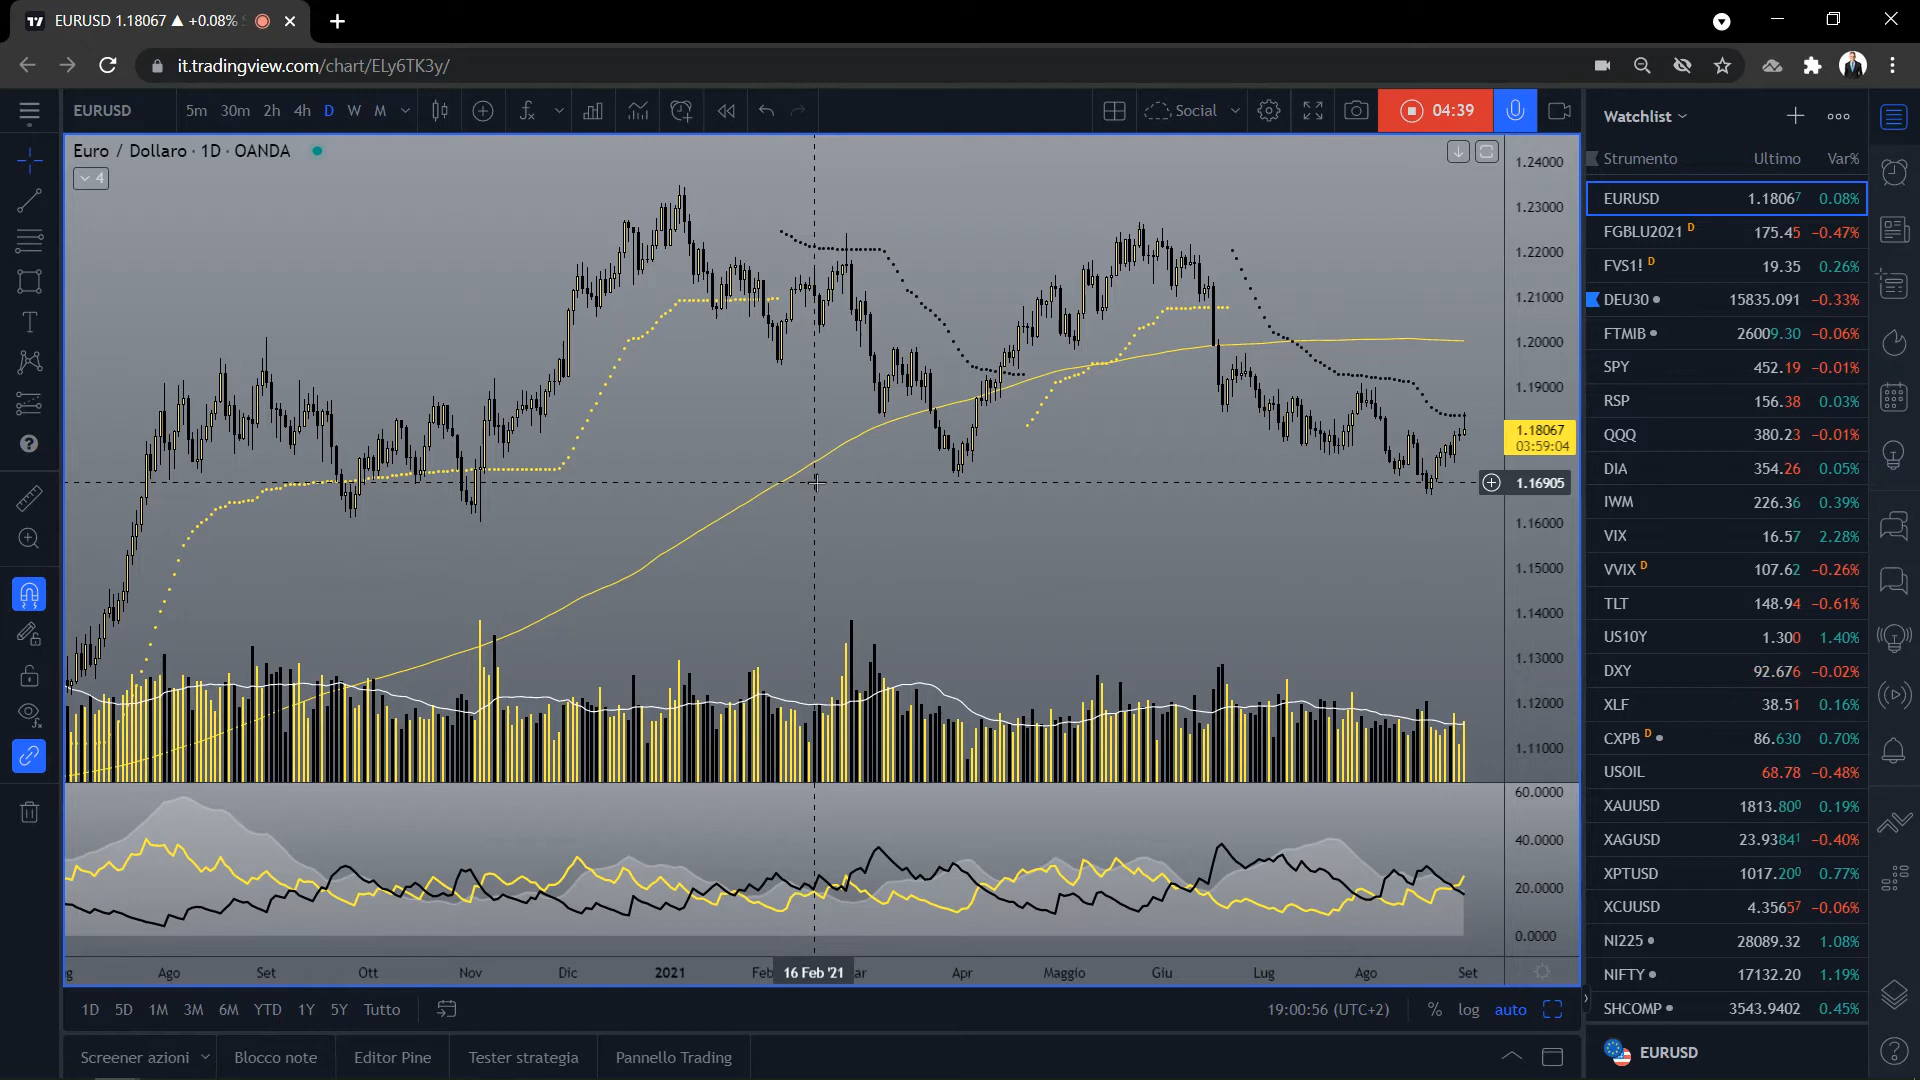 EURUSD 1.18067 ▲ +0.08%
it.tradingview.com/chart/ELy6TK3y/
EURUSD 5m 30m 2h 4h D W M Social 04:39
Euro / Dollaro · 1D · OANDA
4
1.24000
1.23000
1.22000
1.21000
1.20000
1.19000
1.18067
03:59:04
1.16905
1.16000
1.15000
1.14000
1.13000
1.12000
1.11000
60.0000
40.0000
20.0000
0.0000
Ago Set Ott Nov Dic 2021 Feb 16 Feb '21 ar Apr Maggio Giu Lug Ago Set
1D 5D 1M 3M 6M YTD 1Y 5Y Tutto 19:00:56 (UTC+2) % log auto
Screener azioni Blocco note Editor Pine Tester strategia Pannello Trading
Watchlist
Strumento Ultimo Var%
EURUSD 1.18067 0.08%
FGBLU2021 D 175.45 −0.47%
FVS1! D 19.35 0.26%
DEU30 15835.091 −0.33%
FTMIB 26009.30 −0.06%
SPY 452.19 −0.01%
RSP 156.38 0.03%
QQQ 380.23 −0.01%
DIA 354.26 0.05%
IWM 226.36 0.39%
VIX 16.57 2.28%
VVIX D 107.62 −0.26%
TLT 148.94 −0.61%
US10Y 1.300 1.40%
DXY 92.676 −0.02%
XLF 38.51 0.16%
CXPB D 86.630 0.70%
USOIL 68.78 −0.48%
XAUUSD 1813.800 0.19%
XAGUSD 23.93841 −0.40%
XPTUSD 1017.200 0.77%
XCUUSD 4.35657 −0.06%
NI225 28089.32 1.08%
NIFTY 17132.20 1.19%
SHCOMP 3543.9402 0.45%
EURUSD